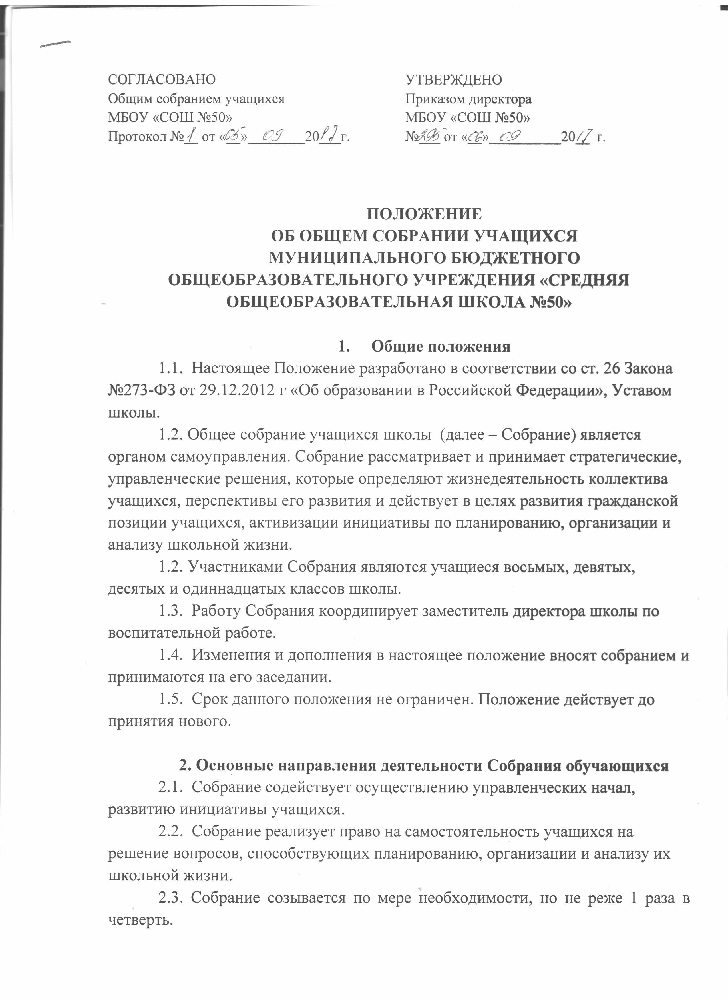 СОГЛАСОВАНО
Общим собранием учащихся
МБОУ «СОШ №50»
Протокол №1 от «05» 09 2017г.
УТВЕРЖДЕНО
Приказом директора
МБОУ «СОШ №50»
№295 от «06» 09 2017 г.
ПОЛОЖЕНИЕ
ОБ ОБЩЕМ СОБРАНИИ УЧАЩИХСЯ
МУНИЦИПАЛЬНОГО БЮДЖЕТНОГО
ОБЩЕОБРАЗОВАТЕЛЬНОГО УЧРЕЖДЕНИЯ «СРЕДНЯЯ
ОБЩЕОБРАЗОВАТЕЛЬНАЯ ШКОЛА №50»
1. Общие положения
1.1. Настоящее Положение разработано в соответствии со ст. 26 Закона
№273-ФЗ от 29.12.2012 г «Об образовании в Российской Федерации», Уставом
школы.
1.2. Общее собрание учащихся школы (далее – Собрание) является
органом самоуправления. Собрание рассматривает и принимает стратегические,
управленческие решения, которые определяют жизнедеятельность коллектива
учащихся, перспективы его развития и действует в целях развития гражданской
позиции учащихся, активизации инициативы по планированию, организации и
анализу школьной жизни.
1.2. Участниками Собрания являются учащиеся восьмых, девятых,
десятых и одиннадцатых классов школы.
1.3. Работу Собрания координирует заместитель директора школы по
воспитательной работе.
1.4. Изменения и дополнения в настоящее положение вносят собранием и
принимаются на его заседании.
1.5. Срок данного положения не ограничен. Положение действует до
принятия нового.
2. Основные направления деятельности Собрания обучающихся
2.1. Собрание содействует осуществлению управленческих начал,
развитию инициативы учащихся.
2.2. Собрание реализует право на самостоятельность учащихся на
решение вопросов, способствующих планированию, организации и анализу их
школьной жизни.
2.3. Собрание созывается по мере необходимости, но не реже 1 раза в
четверть.